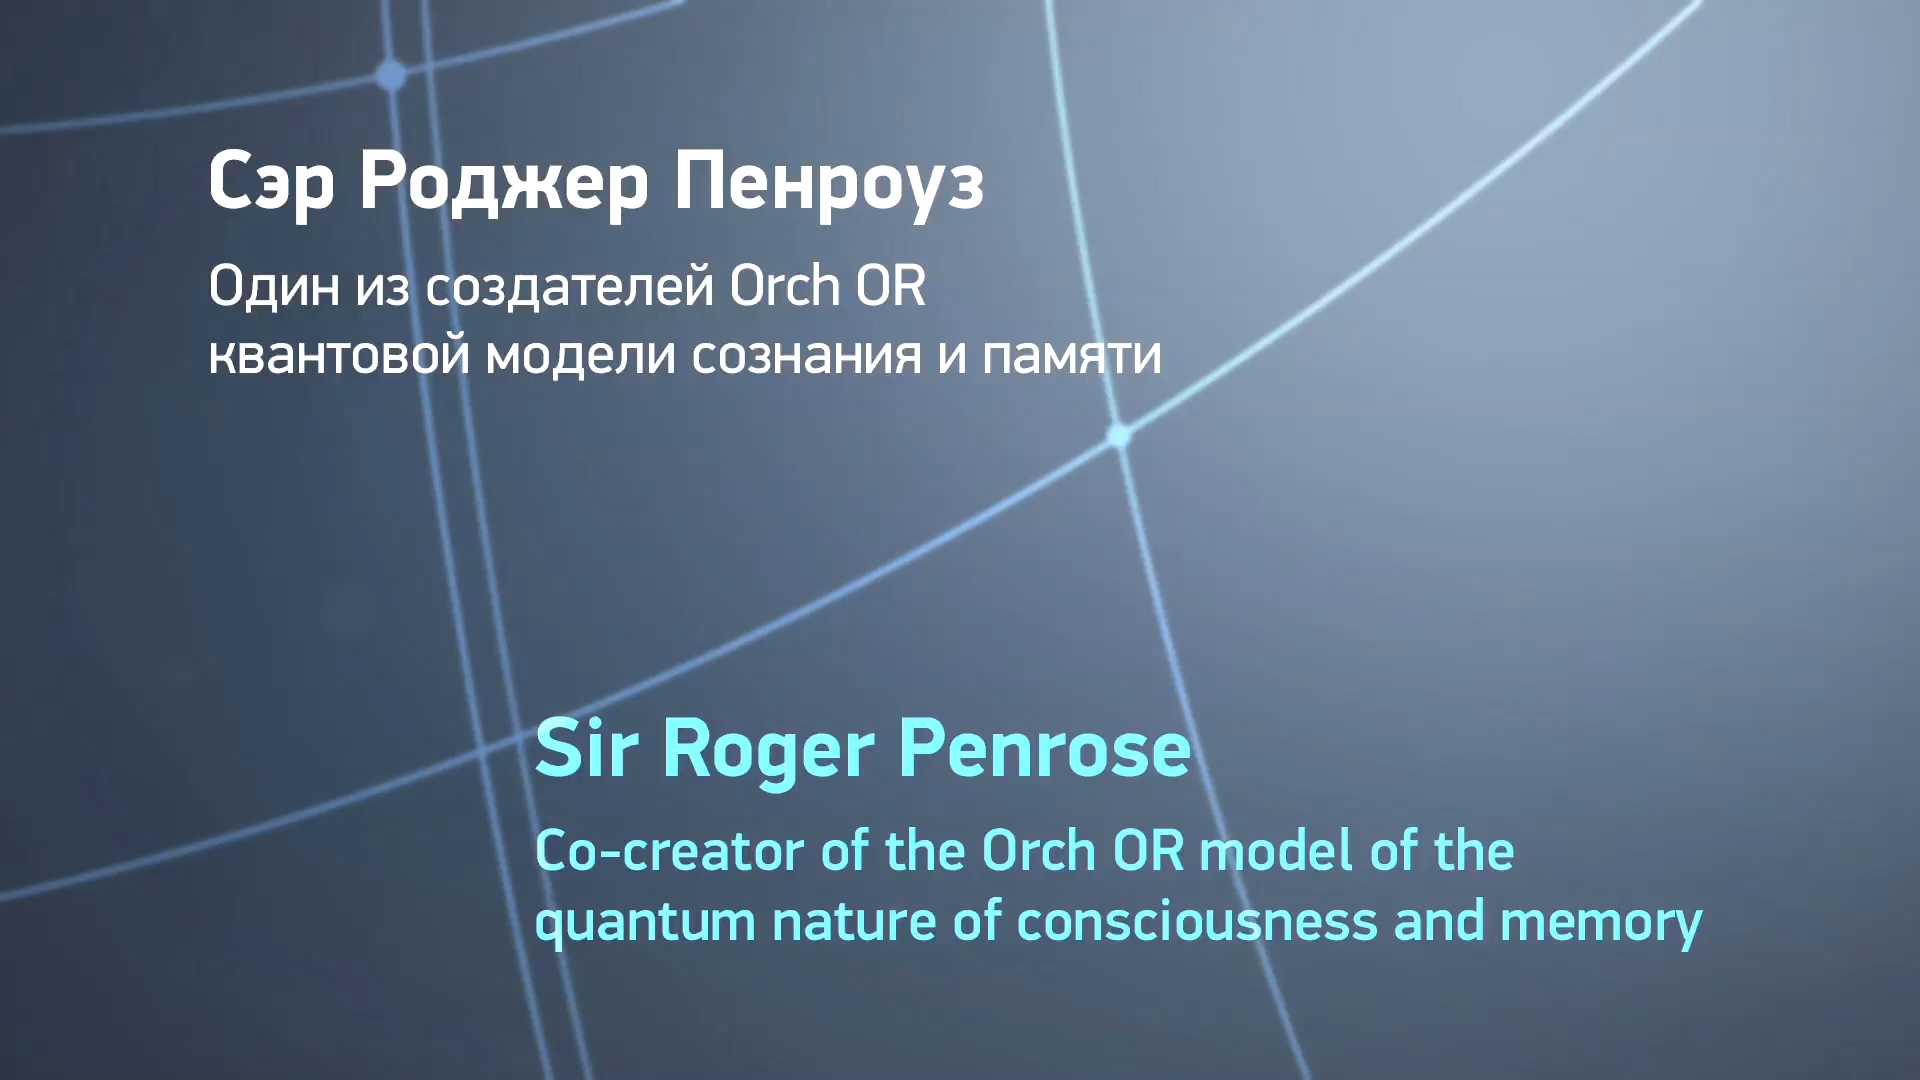 Сэр Роджер Пенроуз
Один из создателей Orch OR
квантовой модели сознания и памяти
Sir Roger Penrose
Co-creator of the Orch OR model of the
quantum nature of consciousness and memory